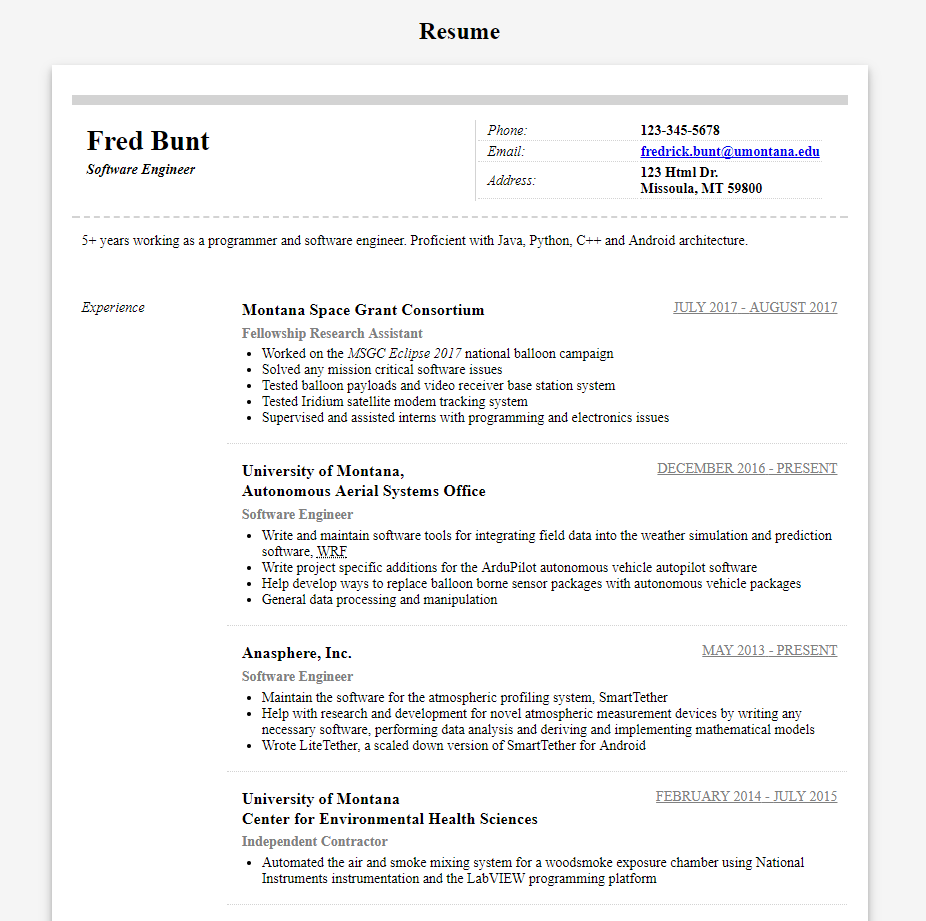 Resume
Fred Bunt
Software Engineer
Phone: 123-345-5678
Email: fredrick.bunt@umontana.edu
Address: 123 Html Dr.
Missoula, MT 59800
5+ years working as a programmer and software engineer. Proficient with Java, Python, C++ and Android architecture.
Experience
Montana Space Grant Consortium JULY 2017 - AUGUST 2017
Fellowship Research Assistant
• Worked on the MSGC Eclipse 2017 national balloon campaign
• Solved any mission critical software issues
• Tested balloon payloads and video receiver base station system
• Tested Iridium satellite modem tracking system
• Supervised and assisted interns with programming and electronics issues
University of Montana, DECEMBER 2016 - PRESENT
Autonomous Aerial Systems Office
Software Engineer
• Write and maintain software tools for integrating field data into the weather simulation and prediction
software, WRF
• Write project specific additions for the ArduPilot autonomous vehicle autopilot software
• Help develop ways to replace balloon borne sensor packages with autonomous vehicle packages
• General data processing and manipulation
Anasphere, Inc. MAY 2013 - PRESENT
Software Engineer
• Maintain the software for the atmospheric profiling system, SmartTether
• Help with research and development for novel atmospheric measurement devices by writing any
necessary software, performing data analysis and deriving and implementing mathematical models
• Wrote LiteTether, a scaled down version of SmartTether for Android
University of Montana FEBRUARY 2014 - JULY 2015
Center for Environmental Health Sciences
Independent Contractor
• Automated the air and smoke mixing system for a woodsmoke exposure chamber using National
Instruments instrumentation and the LabVIEW programming platform